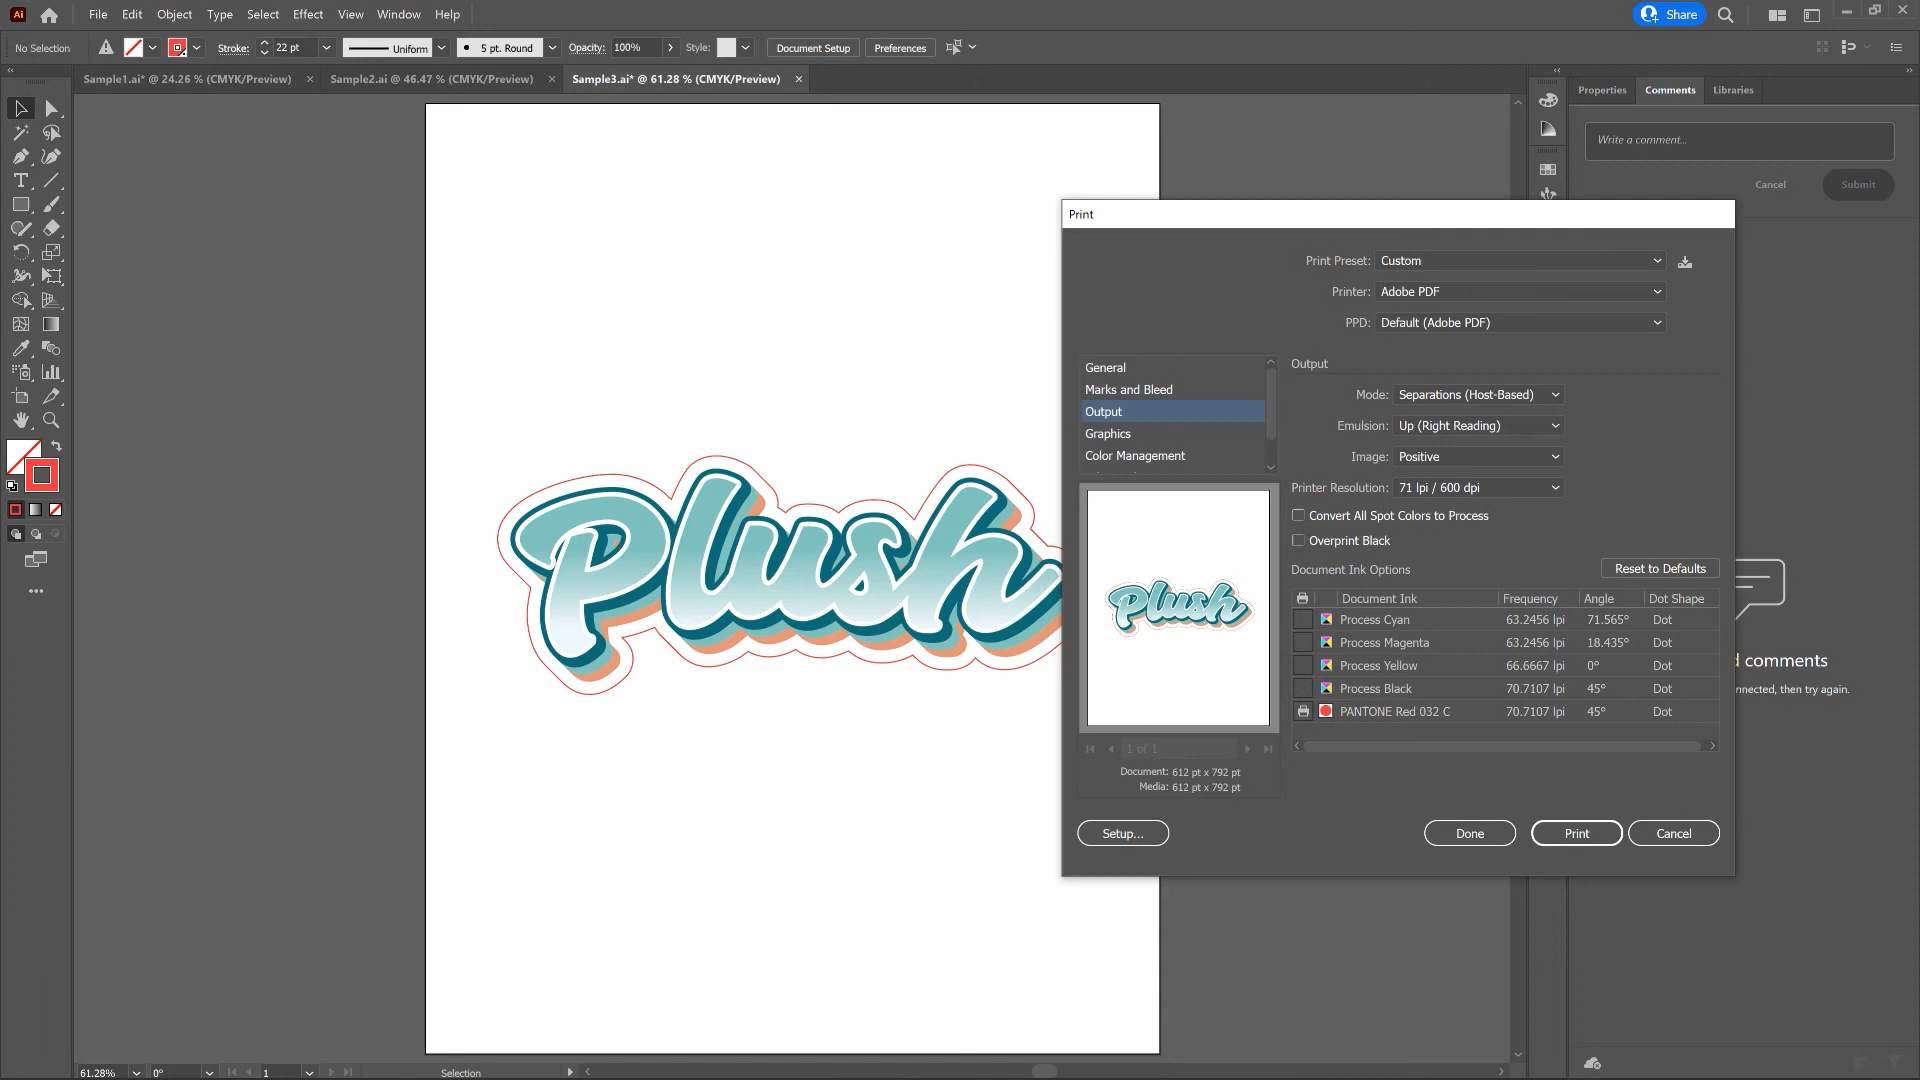 Ai File Edit Object Type Select Effect View Window Help Share
No Selection Stroke: 22 pt Uniform 5 pt. Round Opacity: 100% Style: Document Setup Preferences
Sample1.ai* @ 24.26 % (CMYK/Preview) Sample2.ai @ 46.47 % (CMYK/Preview) Sample3.ai* @ 61.28 % (CMYK/Preview)
Properties Comments Libraries
Write a comment...
Cancel Submit
Plush
d comments
nnected, then try again.
Print
Print Preset: Custom
Printer: Adobe PDF
PPD: Default (Adobe PDF)
General
Marks and Bleed
Output
Graphics
Color Management
Output
Mode: Separations (Host-Based)
Emulsion: Up (Right Reading)
Image: Positive
Printer Resolution: 71 lpi / 600 dpi
Convert All Spot Colors to Process
Overprint Black
Document Ink Options Reset to Defaults
Document Ink Frequency Angle Dot Shape
Process Cyan 63.2456 lpi 71.565° Dot
Process Magenta 63.2456 lpi 18.435° Dot
Process Yellow 66.6667 lpi 0° Dot
Process Black 70.7107 lpi 45° Dot
PANTONE Red 032 C 70.7107 lpi 45° Dot
Plush
1 of 1
Document: 612 pt x 792 pt
Media: 612 pt x 792 pt
Setup... Done Print Cancel
61.28% 0° 1 Selection